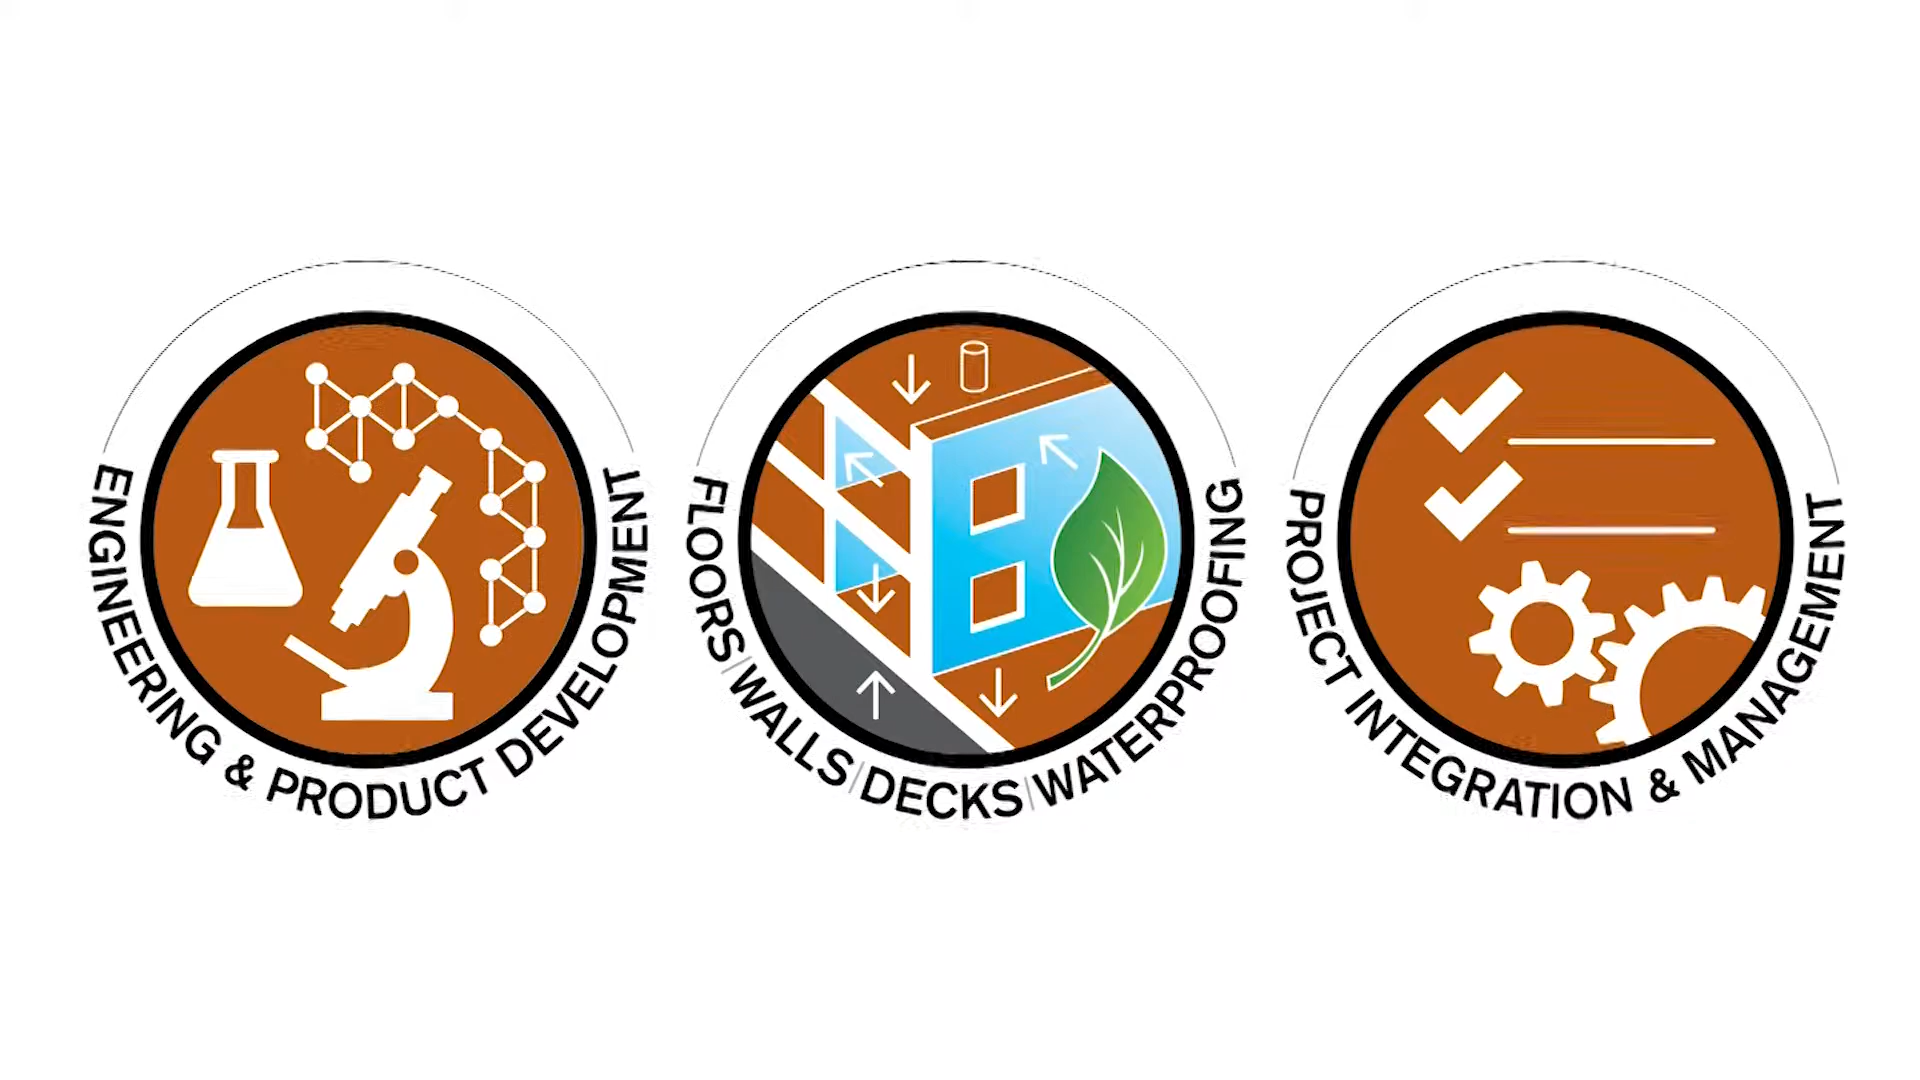 ENGINEERING & PRODUCT DEVELOPMENT
FLOORS/WALLS/DECKS/WATERPROOFING
PROJECT INTEGRATION & MANAGEMENT